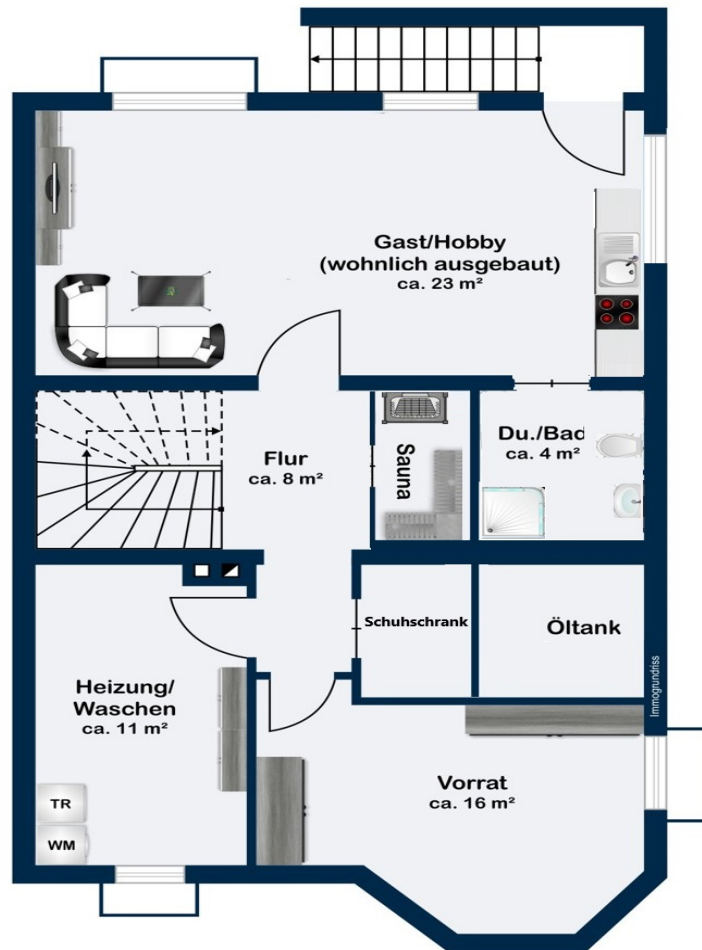 Gast/Hobby
(wohnlich ausgebaut)
ca. 23 m²
Flur
ca. 8 m²
Sauna
Du./Bad
ca. 4 m²
Schuhschrank
Öltank
Heizung/
Waschen
ca. 11 m²
Immogrundriss
Vorrat
ca. 16 m²
TR
WM